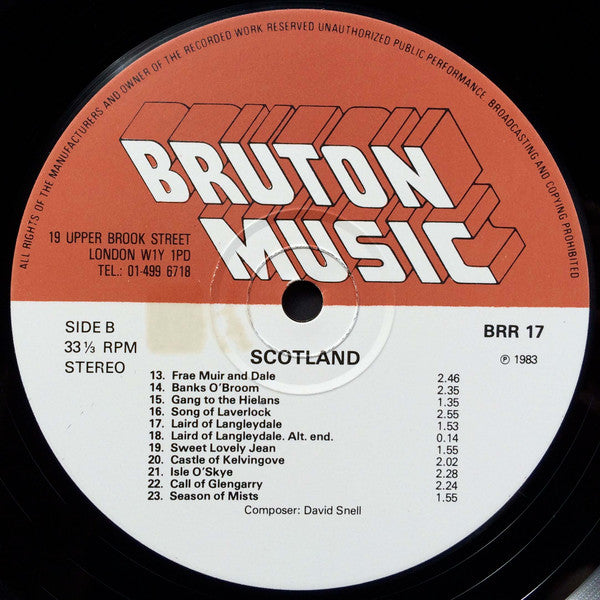 ALL RIGHTS OF THE MANUFACTURERS AND OWNER OF THE RECORDED WORK RESERVED UNAUTHORIZED PUBLIC PERFORMANCE. BROADCASTING AND COPYING PROHIBITED
BRUTON
MUSIC
19 UPPER BROOK STREET
LONDON W1Y 1PD
TEL.: 01-499 6718
SIDE B
33⅓ RPM
STEREO
BRR 17
℗ 1983
SCOTLAND
13. Frae Muir and Dale 2.46
14. Banks O'Broom 2.35
15. Gang to the Hielans 1.35
16. Song of Laverlock 2.55
17. Laird of Langleydale 1.53
18. Laird of Langleydale. Alt. end. 0.14
19. Sweet Lovely Jean 1.55
20. Castle of Kelvingove 2.02
21. Isle O'Skye 2.28
22. Call of Glengarry 2.24
23. Season of Mists 1.55
Composer: David Snell